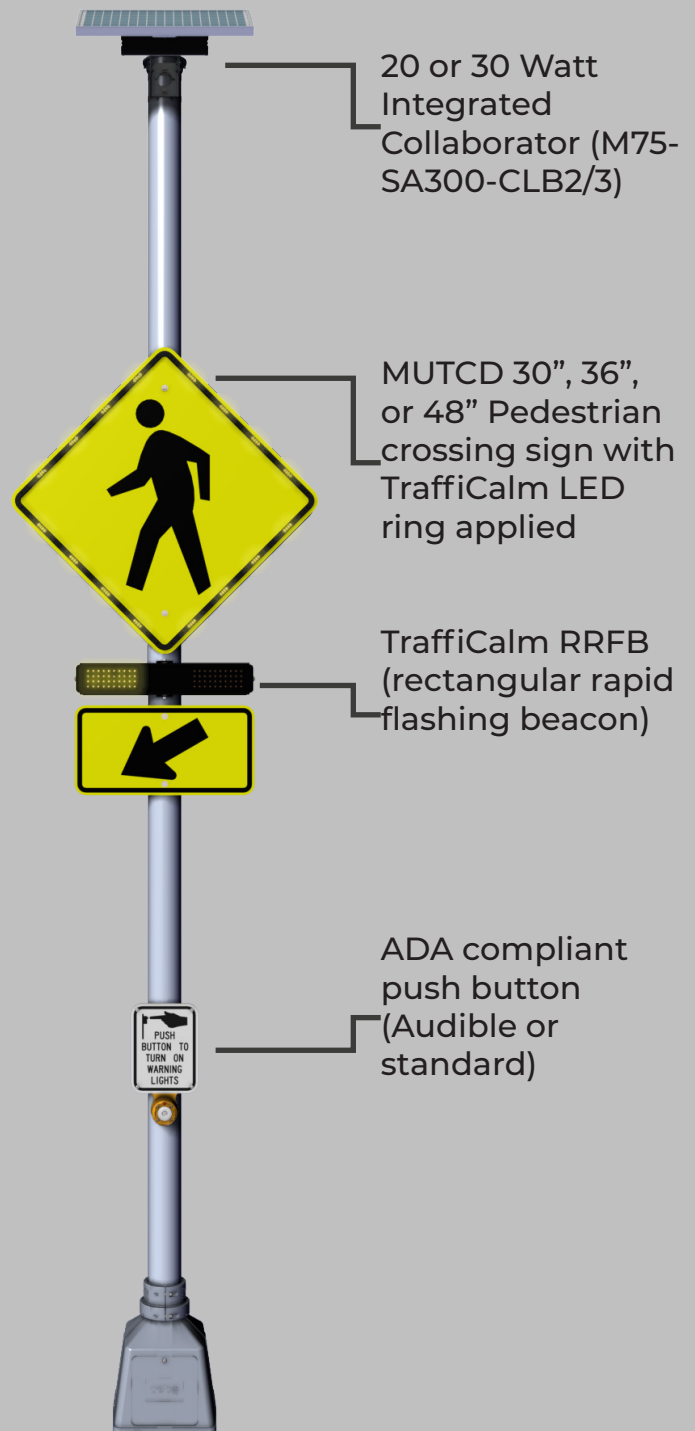 20 or 30 Watt
Integrated
Collaborator (M75-
SA300-CLB2/3)
MUTCD 30”, 36”,
or 48” Pedestrian
crossing sign with
TraffiCalm LED
ring applied
TraffiCalm RRFB
(rectangular rapid
flashing beacon)
ADA compliant
push button
(Audible or
standard)
PUSH
BUTTON TO
TURN ON
WARNING
LIGHTS